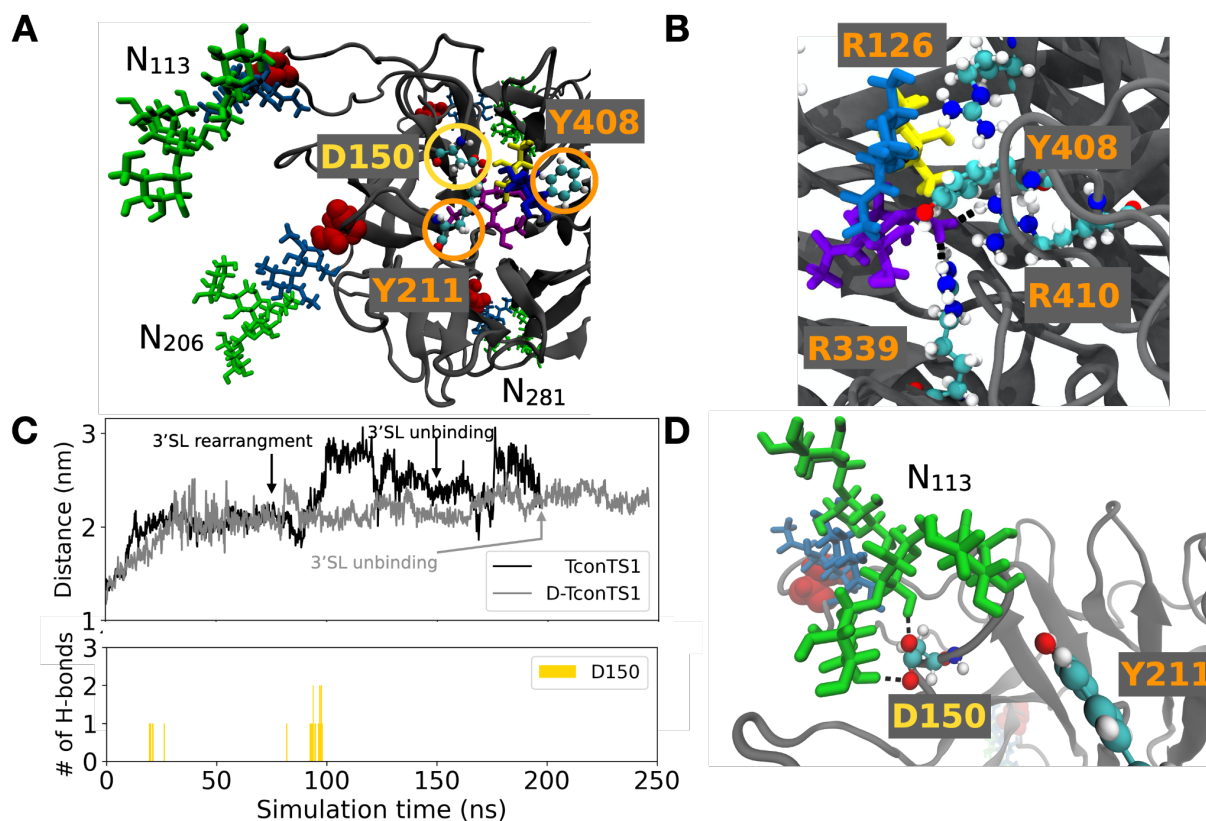 A
N113
D150
Y408
Y211
N206
N281
B
R126
Y408
R410
R339
C
Distance (nm)
3
2
1
3'SL rearrangment
3'SL unbinding
3'SL unbinding
TconTS1
D-TconTS1
# of H-bonds
3
2
1
0
D150
0
50
100
150
200
250
Simulation time (ns)
D
N113
D150
Y211